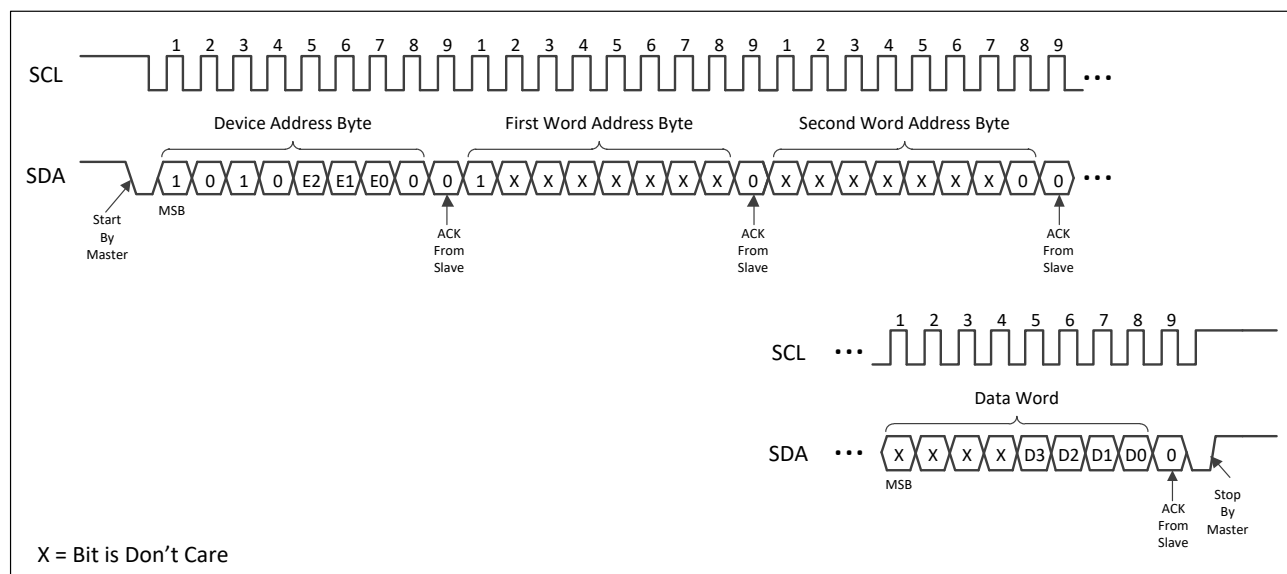 1 2 3 4 5 6 7 8 9 1 2 3 4 5 6 7 8 9 1 2 3 4 5 6 7 8 9
SCL •••
Device Address Byte First Word Address Byte Second Word Address Byte
SDA 1 0 1 0 E2 E1 E0 0 0 1 X X X X X X X 0 X X X X X X X 0 0 •••
MSB
Start
By
Master
ACK
From
Slave
ACK
From
Slave
ACK
From
Slave
1 2 3 4 5 6 7 8 9
SCL •••
Data Word
SDA ••• X X X X D3 D2 D1 D0 0
MSB
ACK
From
Slave
Stop
By
Master
X = Bit is Don’t Care